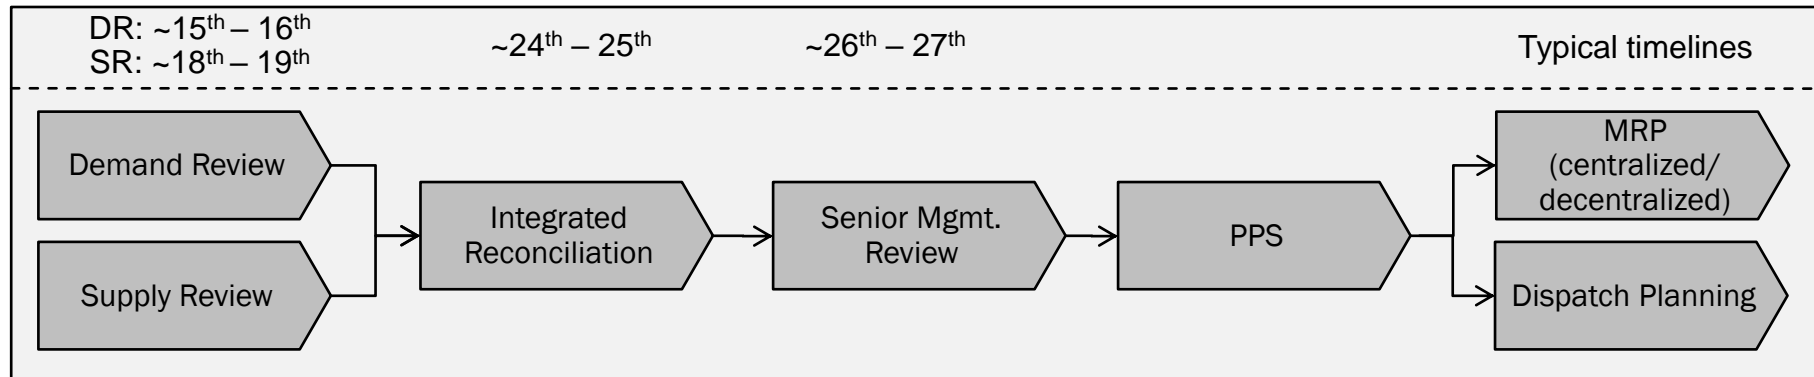 DR: ~15th – 16th
SR: ~18th – 19th
~24th – 25th
~26th – 27th
Typical timelines
Demand Review
Supply Review
Integrated
Reconciliation
Senior Mgmt.
Review
PPS
MRP
(centralized/
decentralized)
Dispatch Planning